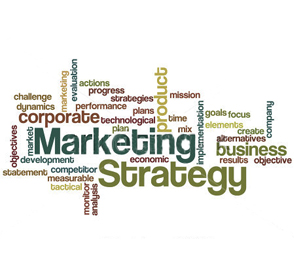 actions
marketing
evaluation
progress
product
mission
challenge
strategies
dynamics
performance
plans
time
goals
focus
company
corporate
technological
implementation
elements
plan
mix
create
objectives
market
Marketing
alternatives
business
development
economic
results
objective
statement
competitor
Strategy
measurable
tactical
monitor
analysis